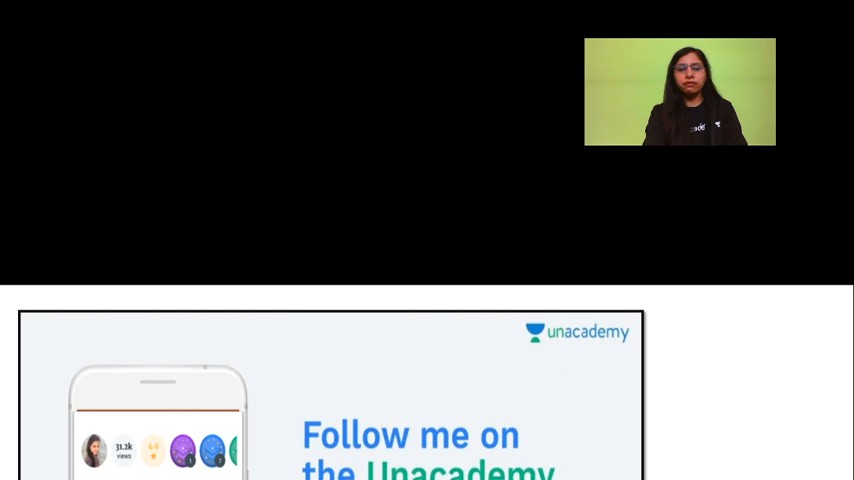 unacademy
Follow me on
the Unacademy
31.2k
views
4.9